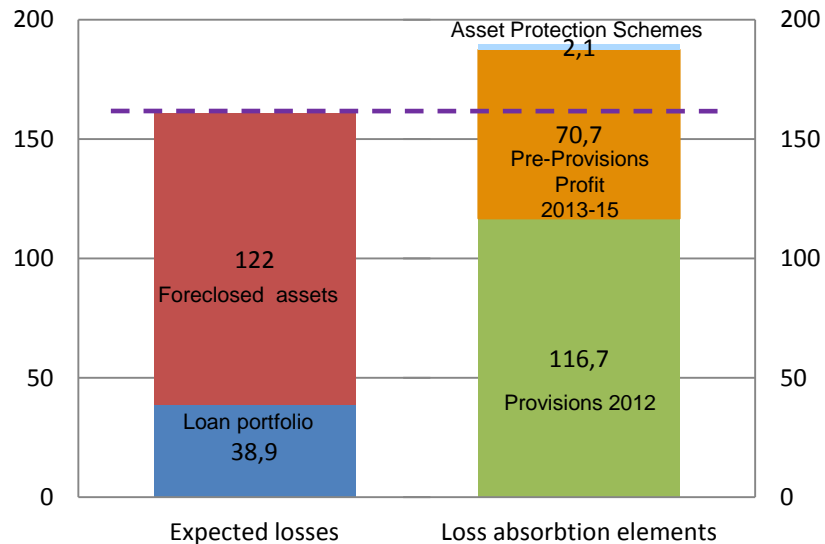 200
150
100
50
0
122
Foreclosed assets
Loan portfolio
38,9
Expected losses
Asset Protection Schemes
2,1
70,7
Pre-Provisions
Profit
2013-15
116,7
Provisions 2012
Loss absorbtion elements
200
150
100
50
0